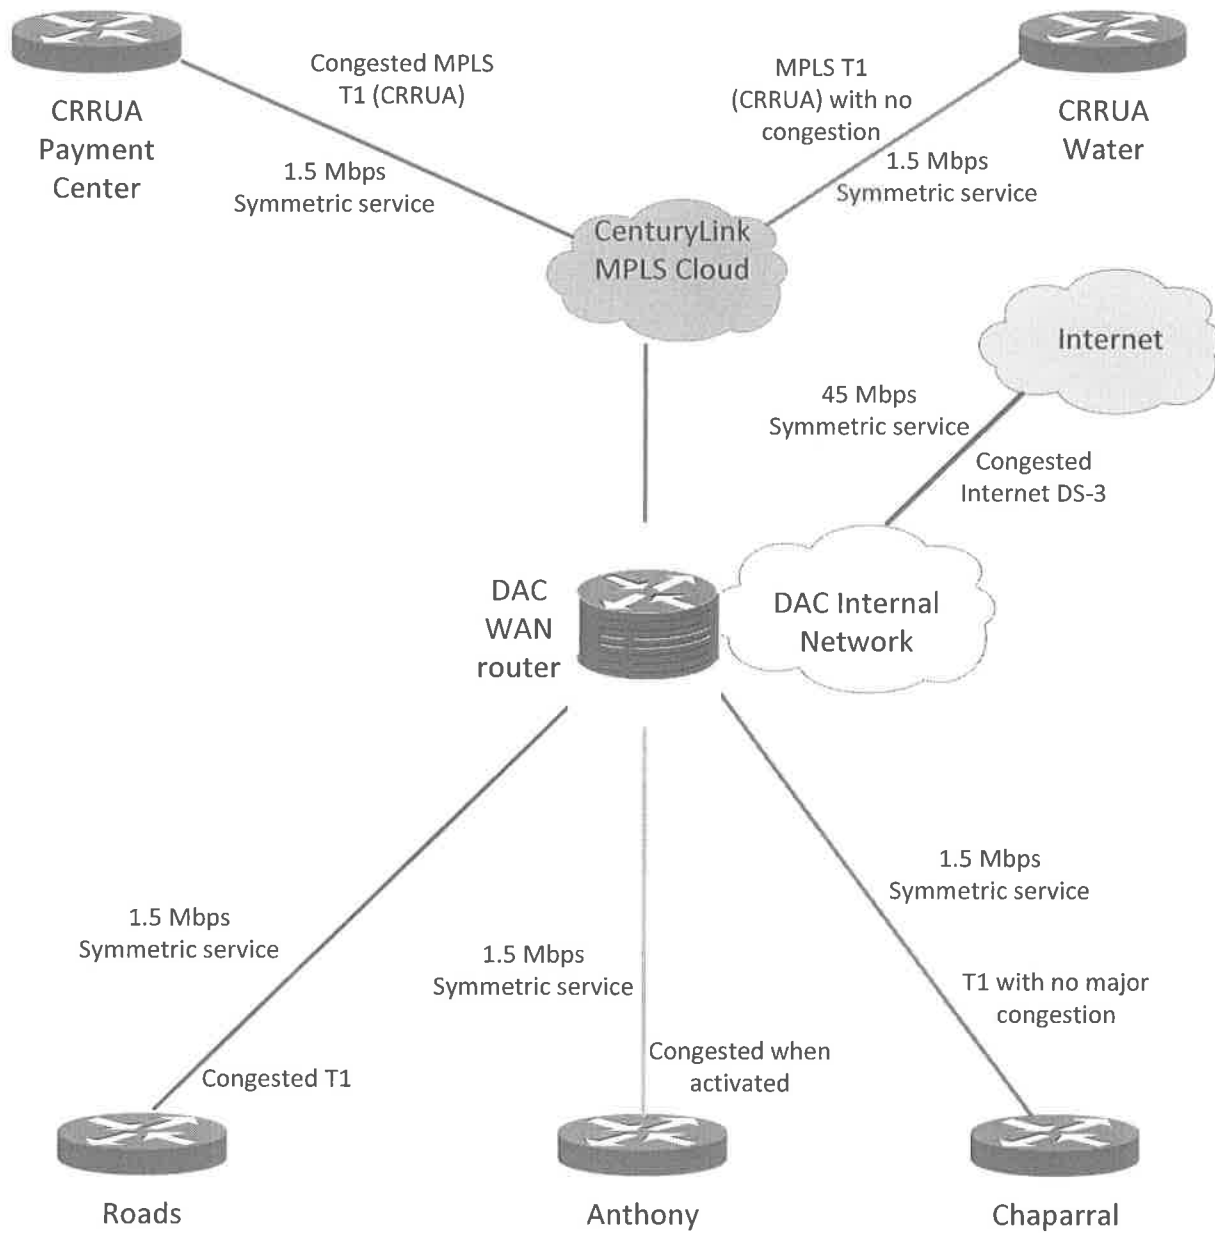 Congested MPLS
T1 (CRRUA)
MPLS T1
(CRRUA) with no
congestion
CRRUA
Payment
Center
CRRUA
Water
1.5 Mbps
Symmetric service
1.5 Mbps
Symmetric service
CenturyLink
MPLS Cloud
Internet
45 Mbps
Symmetric service
Congested
Internet DS-3
DAC
WAN
router
DAC Internal
Network
1.5 Mbps
Symmetric service
1.5 Mbps
Symmetric service
1.5 Mbps
Symmetric service
T1 with no major
congestion
Congested T1
Congested when
activated
Roads
Anthony
Chaparral